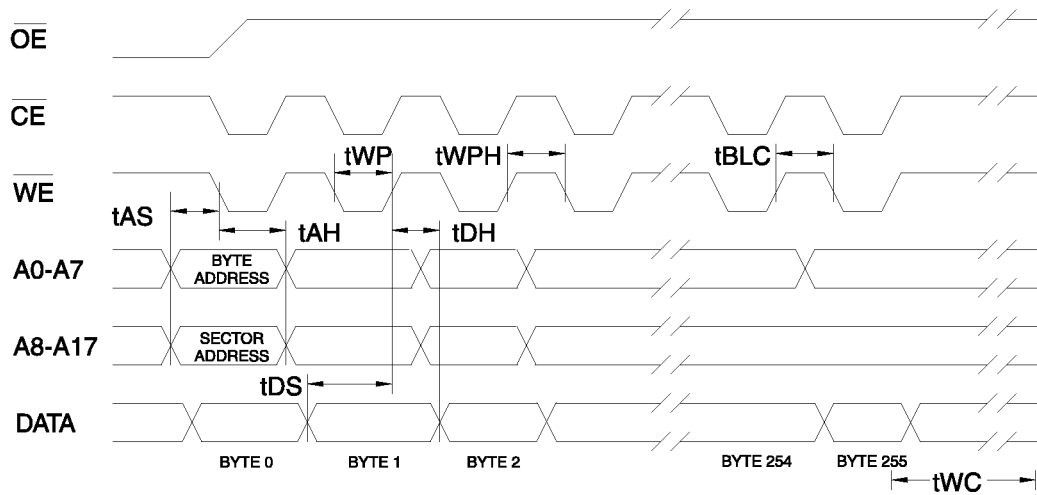 OE
CE
tWP
tWPH
tBLC
WE
tAS
tAH
tDH
A0-A7
BYTE
ADDRESS
A8-A17
SECTOR
ADDRESS
tDS
DATA
BYTE 0
BYTE 1
BYTE 2
BYTE 254
BYTE 255
tWC